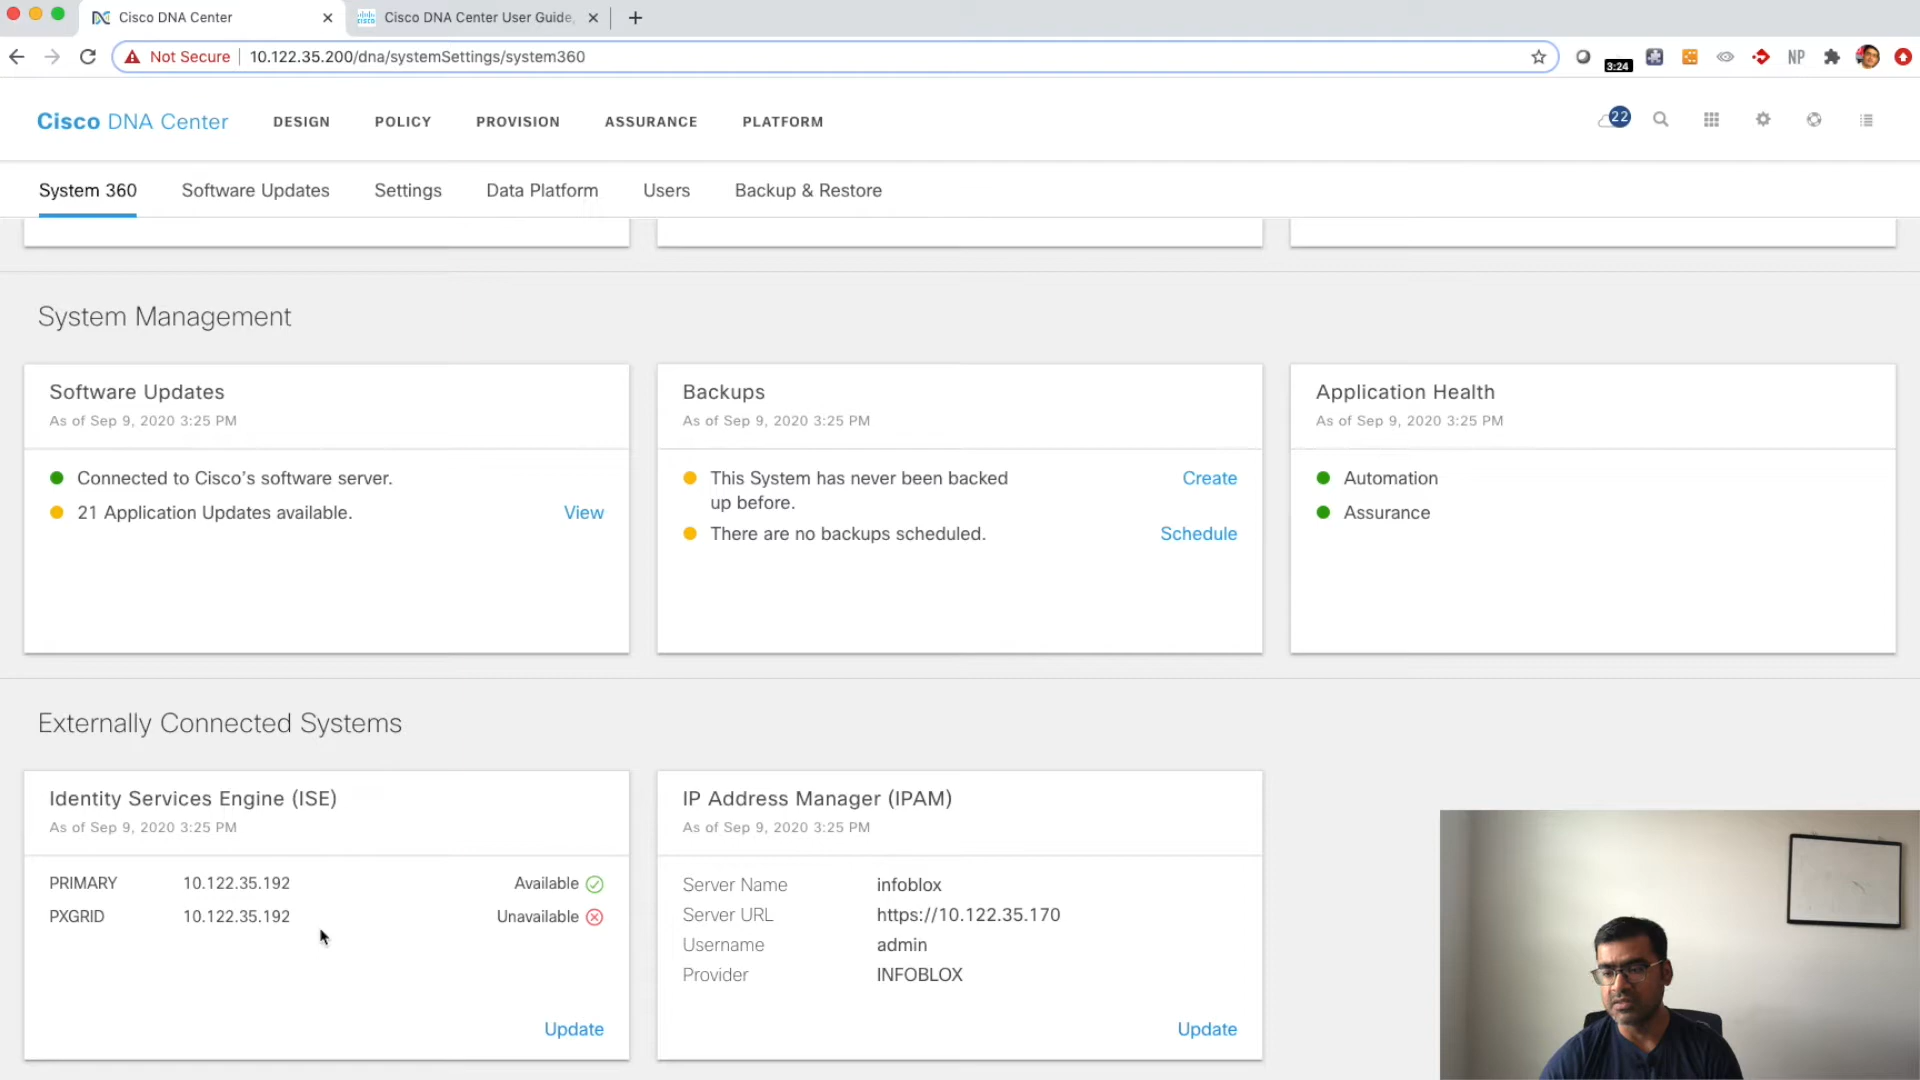 Cisco DNA Center
Cisco DNA Center User Guide,
Not Secure
10.122.35.200/dna/systemSettings/system360
3:24
NP
Cisco DNA Center
DESIGN
POLICY
PROVISION
ASSURANCE
PLATFORM
22
System 360
Software Updates
Settings
Data Platform
Users
Backup & Restore
System Management
Software Updates
As of Sep 9, 2020 3:25 PM
Connected to Cisco's software server.
21 Application Updates available.
View
Backups
As of Sep 9, 2020 3:25 PM
This System has never been backed
up before.
Create
There are no backups scheduled.
Schedule
Application Health
As of Sep 9, 2020 3:25 PM
Automation
Assurance
Externally Connected Systems
Identity Services Engine (ISE)
As of Sep 9, 2020 3:25 PM
PRIMARY 10.122.35.192 Available
PXGRID 10.122.35.192 Unavailable
Update
IP Address Manager (IPAM)
As of Sep 9, 2020 3:25 PM
Server Name infoblox
Server URL https://10.122.35.170
Username admin
Provider INFOBLOX
Update